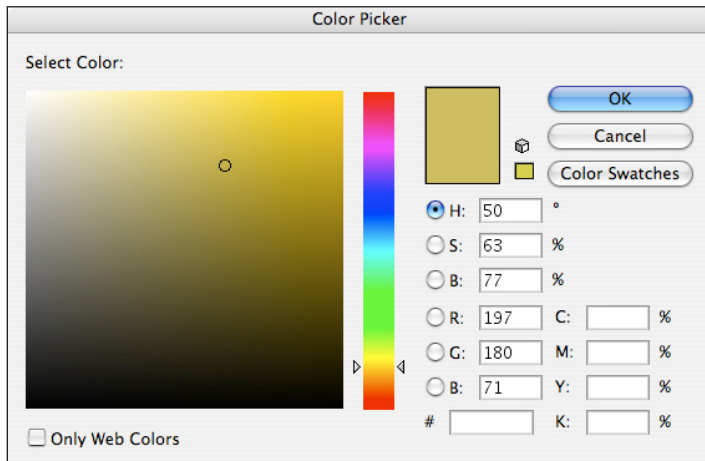 Color Picker
Select Color:
OK
Cancel
Color Swatches
H: 50 °
S: 63 %
B: 77 %
R: 197 C: %
G: 180 M: %
B: 71 Y: %
# K: %
Only Web Colors